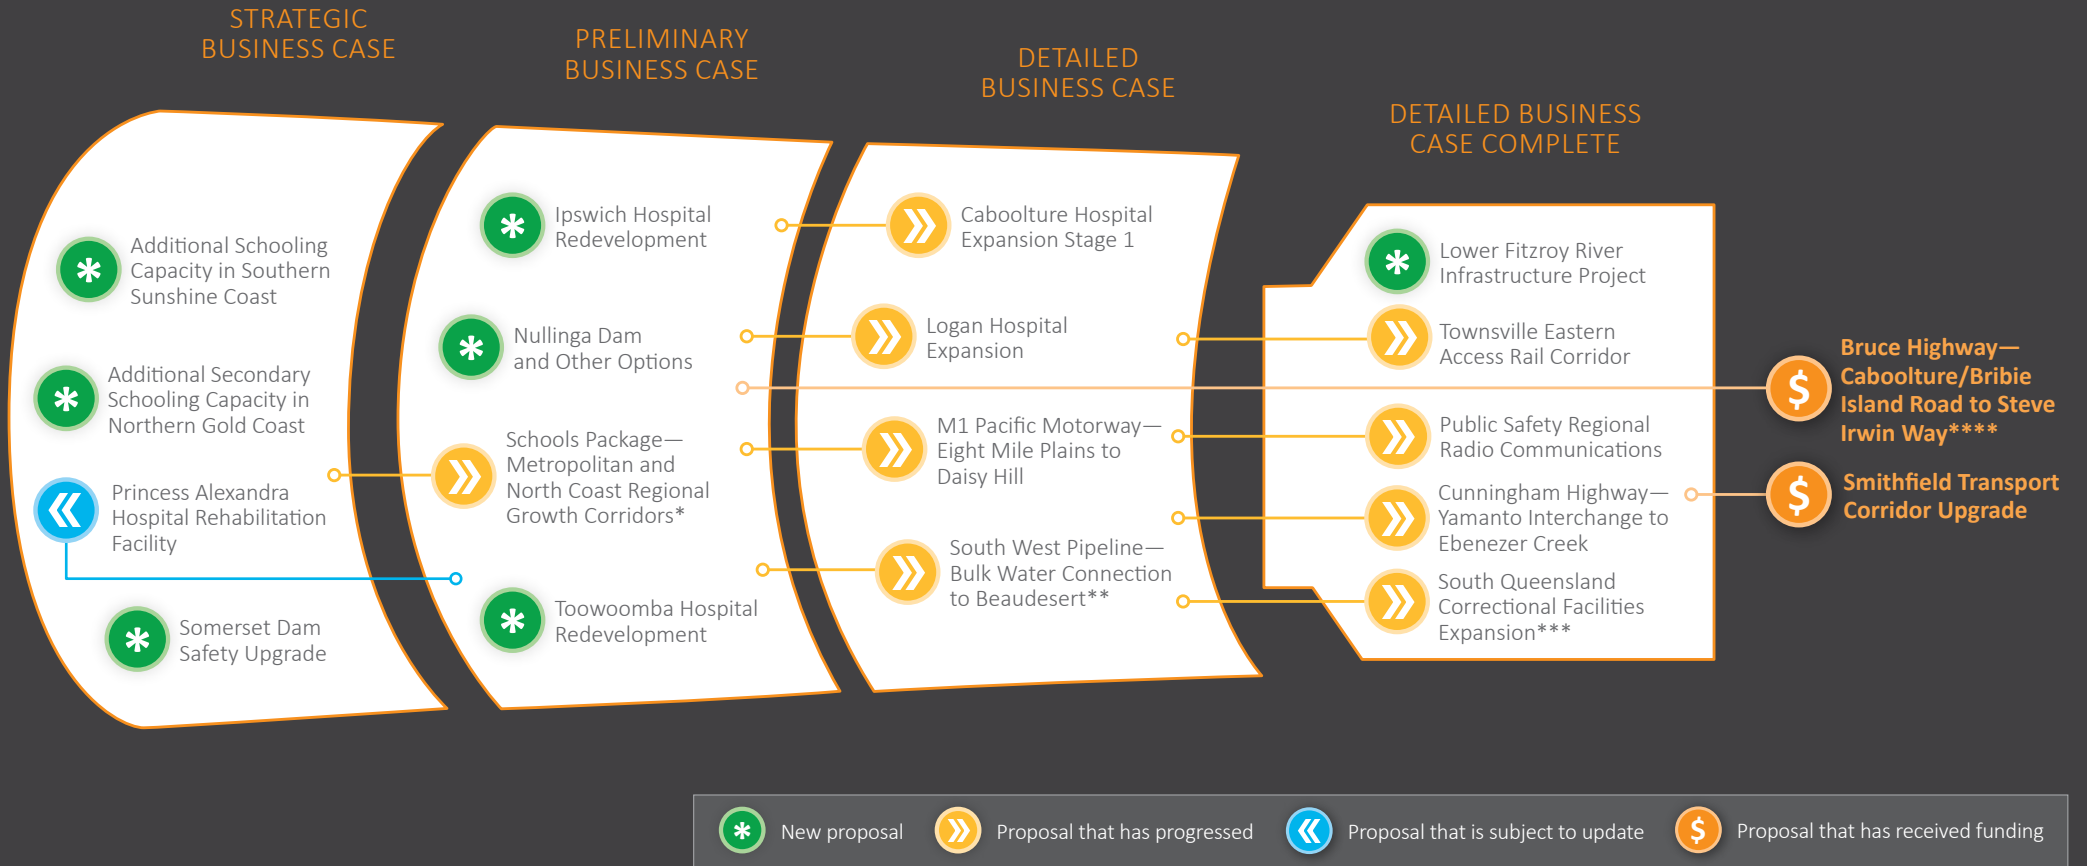 STRATEGIC
BUSINESS CASE
Additional Schooling
Capacity in Southern
Sunshine Coast
Additional Secondary
Schooling Capacity in
Northern Gold Coast
Princess Alexandra
Hospital Rehabilitation
Facility
Somerset Dam
Safety Upgrade
PRELIMINARY
BUSINESS CASE
Ipswich Hospital
Redevelopment
Nullinga Dam
and Other Options
Schools Package—
Metropolitan and
North Coast Regional
Growth Corridors*
Toowoomba Hospital
Redevelopment
DETAILED
BUSINESS CASE
Caboolture Hospital
Expansion Stage 1
Logan Hospital
Expansion
M1 Pacific Motorway—
Eight Mile Plains to
Daisy Hill
South West Pipeline—
Bulk Water Connection
to Beaudesert**
DETAILED BUSINESS
CASE COMPLETE
Lower Fitzroy River
Infrastructure Project
Townsville Eastern
Access Rail Corridor
Public Safety Regional
Radio Communications
Cunningham Highway—
Yamanto Interchange to
Ebenezer Creek
South Queensland
Correctional Facilities
Expansion***
$ Bruce Highway—
Caboolture/Bribie
Island Road to Steve
Irwin Way****
$ Smithfield Transport
Corridor Upgrade
* New proposal
Proposal that has progressed
Proposal that is subject to update
$ Proposal that has received funding